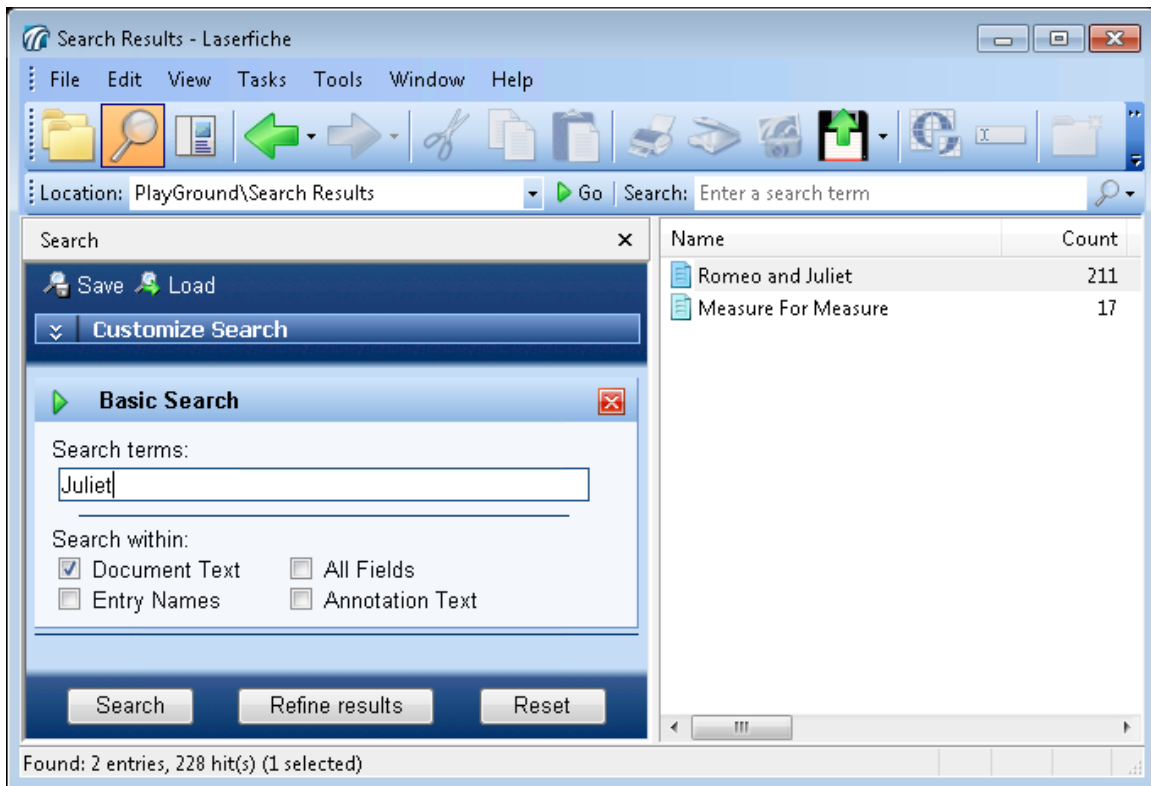 Search Results - Laserfiche
File Edit View Tasks Tools Window Help
Location: PlayGround\Search Results Go Search: Enter a search term
Search
Save Load
Customize Search
Basic Search
Search terms:
Juliet
Search within:
Document Text All Fields
Entry Names Annotation Text
Search Refine results Reset
Name Count
Romeo and Juliet 211
Measure For Measure 17
Found: 2 entries, 228 hit(s) (1 selected)